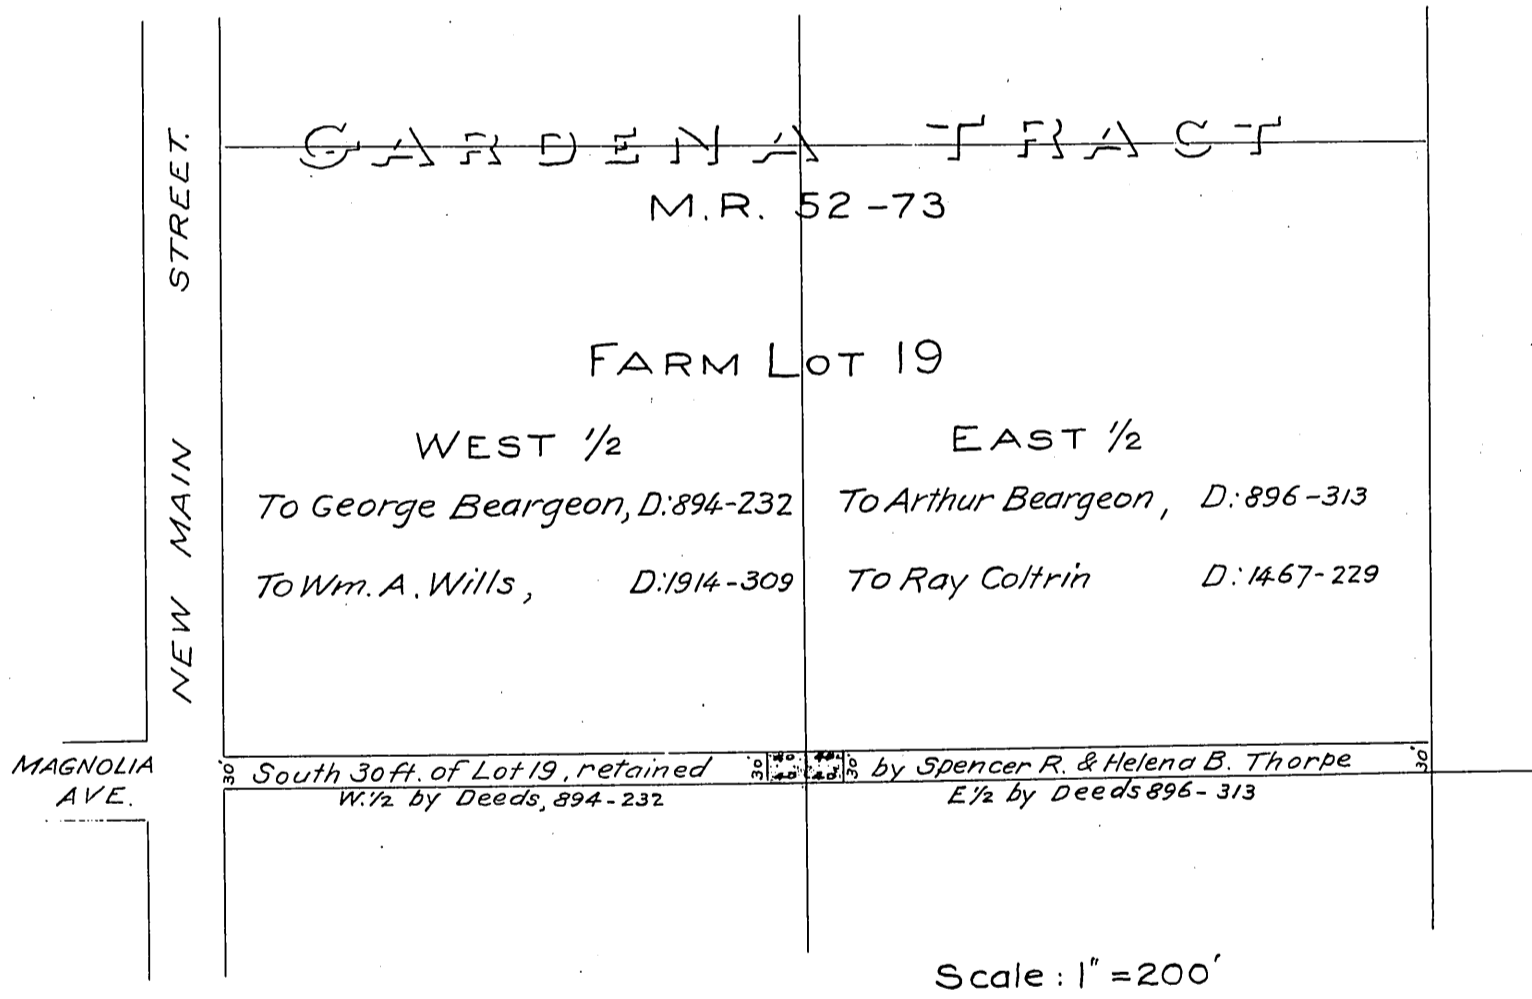 GARDENA TRACT
M.R. 52-73
FARM LOT 19
WEST 1/2
To George Beargeon, D:894-232
To Wm. A. Wills, D:1914-309
EAST 1/2
To Arthur Beargeon, D.:896-313
To Ray Coltrin D.:1467-229
NEW MAIN STREET.
MAGNOLIA
AVE.
30' South 30ft. of Lot 19, retained 30' 30' by Spencer R. & Helena B. Thorpe 30'
W.1/2 by Deeds, 894-232
E1/2 by Deeds 896-313
Scale: 1" = 200'